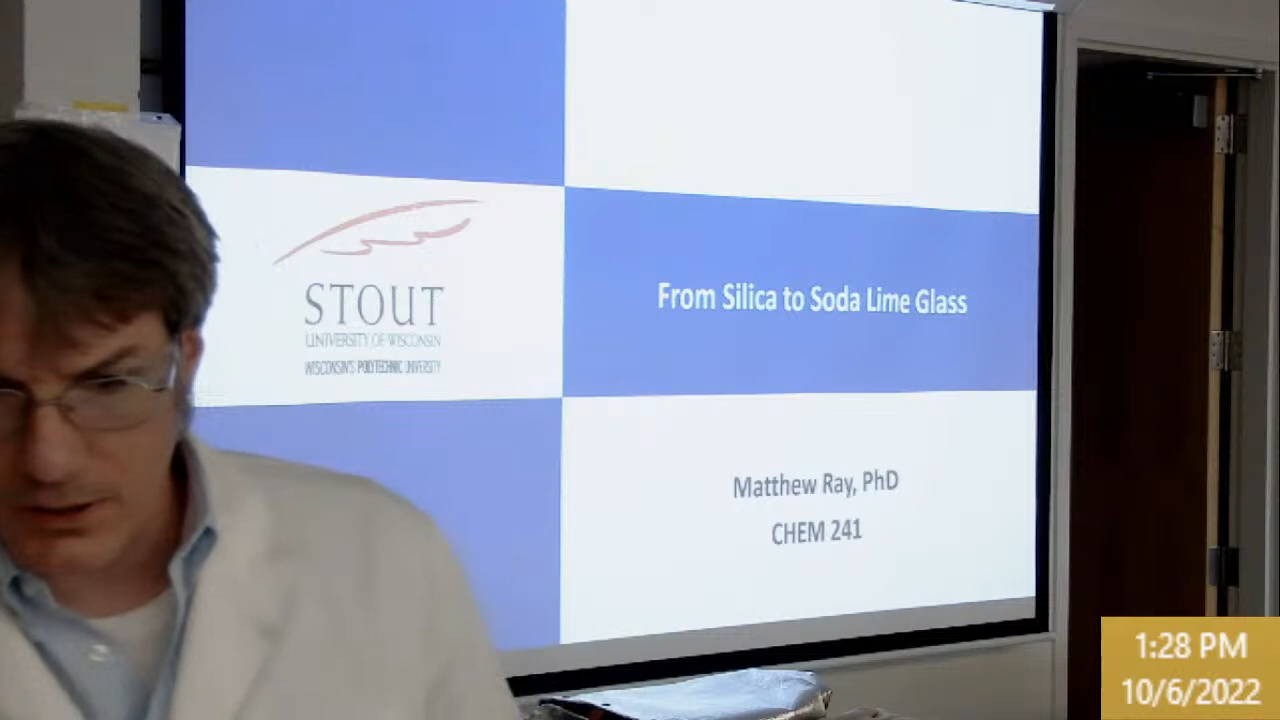 STOUT
UNIVERSITY OF WISCONSIN
WISCONSIN'S POLYTECHNIC UNIVERSITY
From Silica to Soda Lime Glass
Matthew Ray, PhD
CHEM 241
1:28 PM
10/6/2022